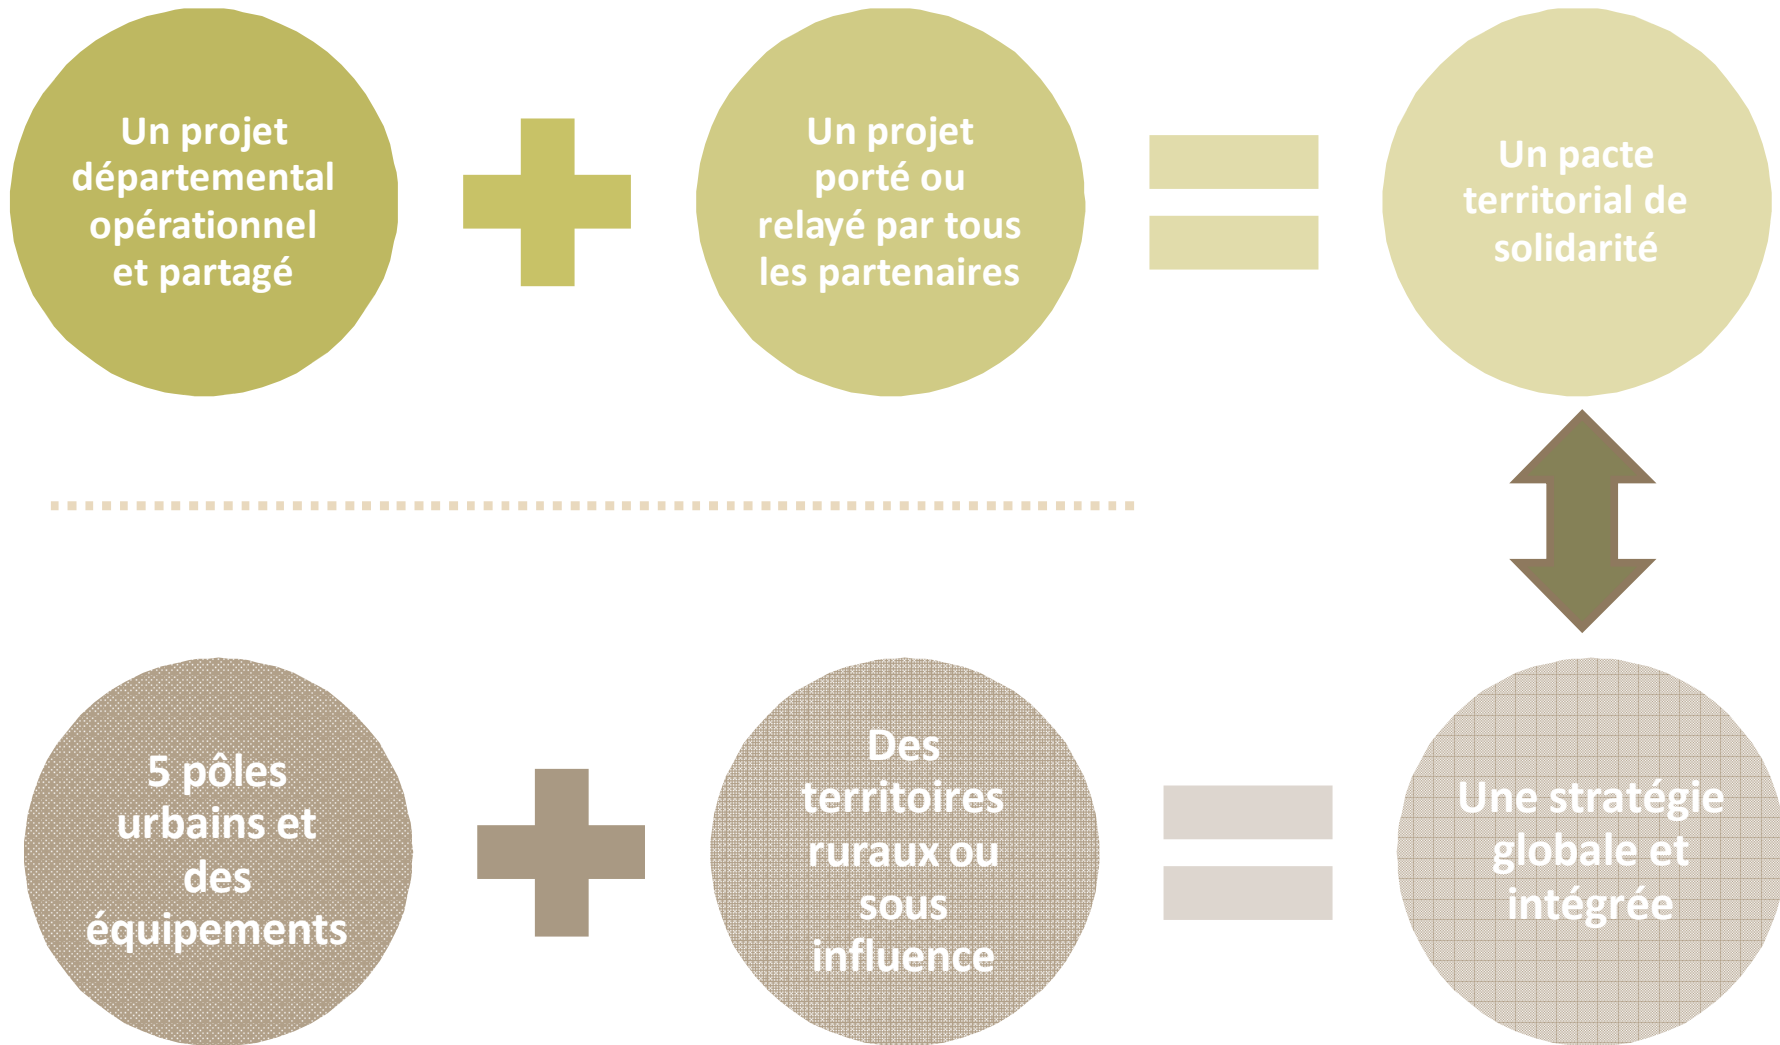 Un projet
départemental
opérationnel
et partagé
Un projet
porté ou
relayé par tous
les partenaires
Un pacte
territorial de
solidarité
5 pôles
urbains et
des
équipements
Des
territoires
ruraux ou
sous
influence
Une stratégie
globale et
intégrée